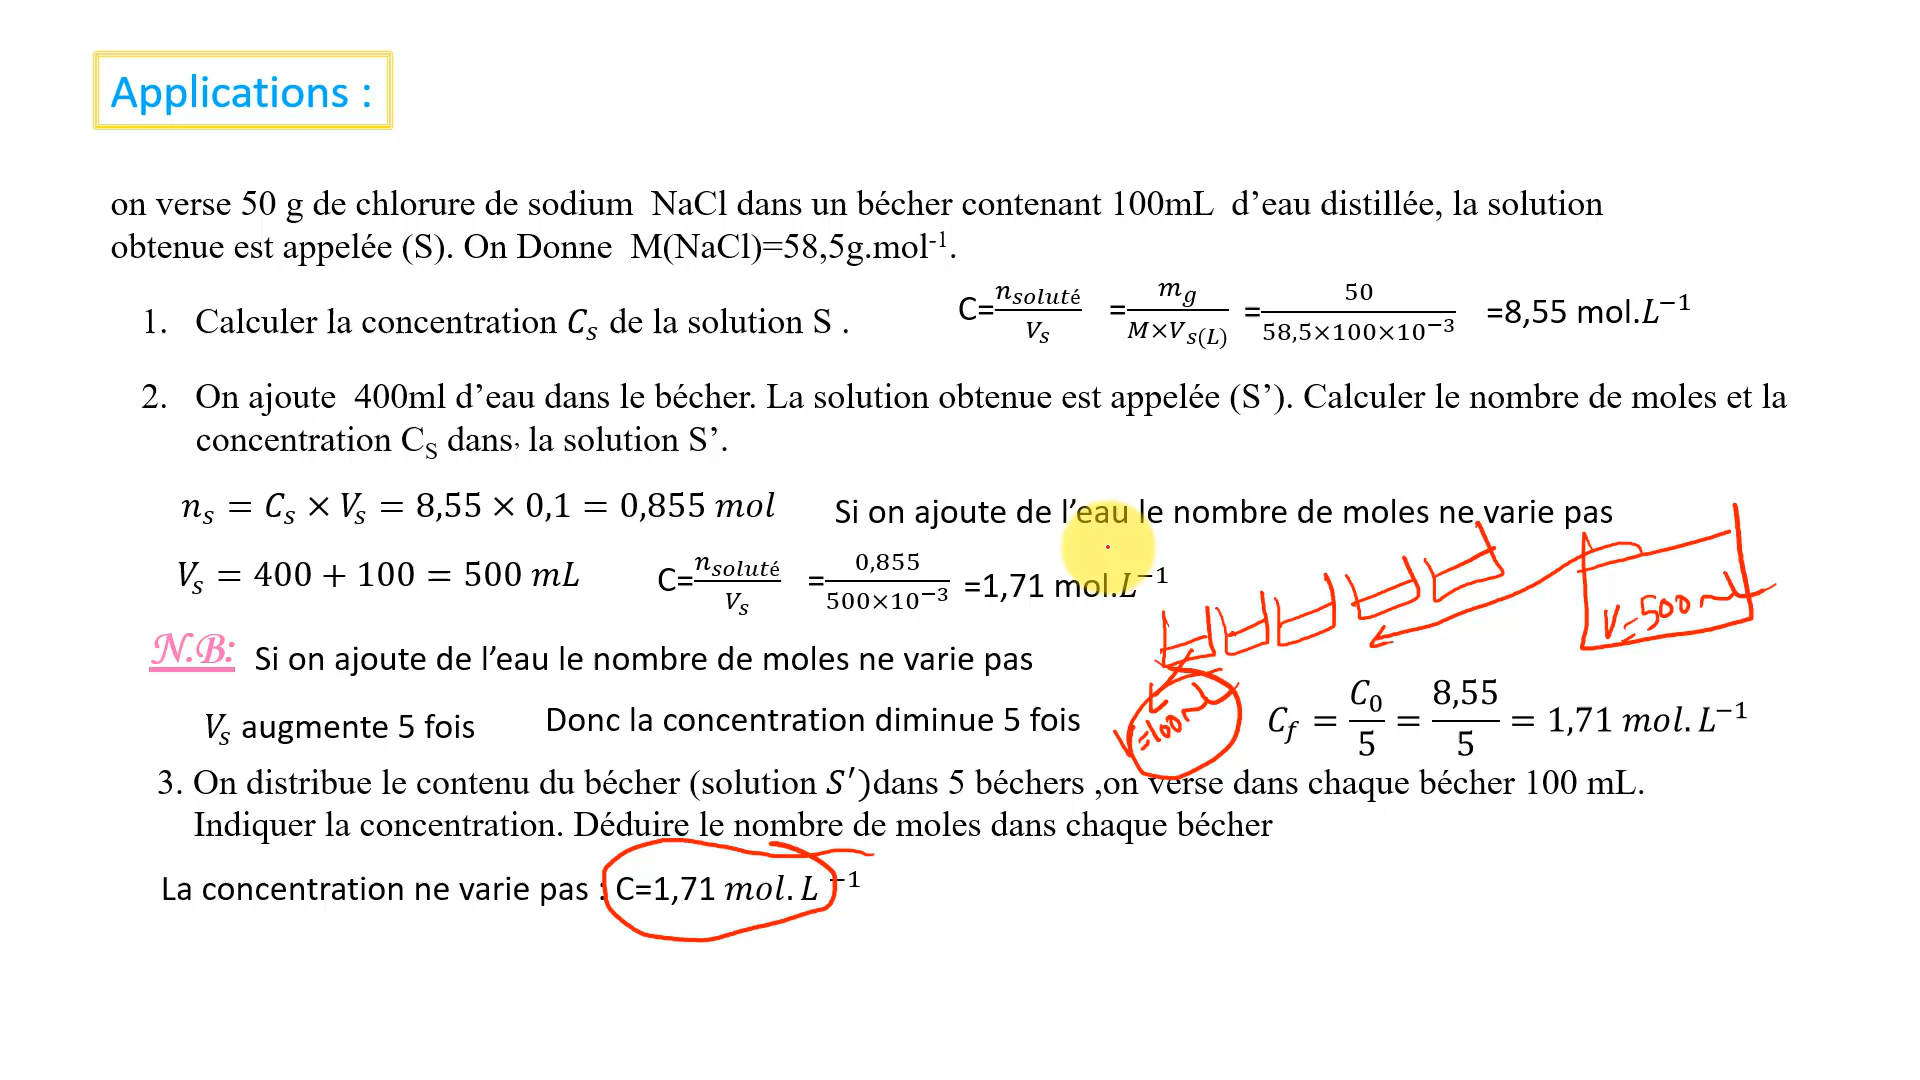 Applications :
on verse 50 g de chlorure de sodium NaCl dans un bécher contenant 100mL d’eau distillée, la solution
obtenue est appelée (S). On Donne M(NaCl)=58,5g.mol⁻¹.
1. Calculer la concentration Cₛ de la solution S .
C=n_soluté/Vₛ =m_g/(M×V_s(L)) =50/(58,5×100×10⁻³) =8,55 mol.L⁻¹
2. On ajoute 400ml d’eau dans le bécher. La solution obtenue est appelée (S’). Calculer le nombre de moles et la
concentration C_S dans, la solution S’.
nₛ = Cₛ × Vₛ = 8,55 × 0,1 = 0,855 mol
Si on ajoute de l’eau le nombre de moles ne varie pas
Vₛ = 400 + 100 = 500 mL
C=n_soluté/Vₛ =0,855/(500×10⁻³) =1,71 mol.L⁻¹
V=500 mL
N.B: Si on ajoute de l’eau le nombre de moles ne varie pas
Vₛ augmente 5 fois
Donc la concentration diminue 5 fois
V=100 mL
C_f = C₀/5 = 8,55/5 = 1,71 mol.L⁻¹
3. On distribue le contenu du bécher (solution S′)dans 5 béchers ,on verse dans chaque bécher 100 mL.
Indiquer la concentration. Déduire le nombre de moles dans chaque bécher
La concentration ne varie pas : C=1,71 mol.L⁻¹